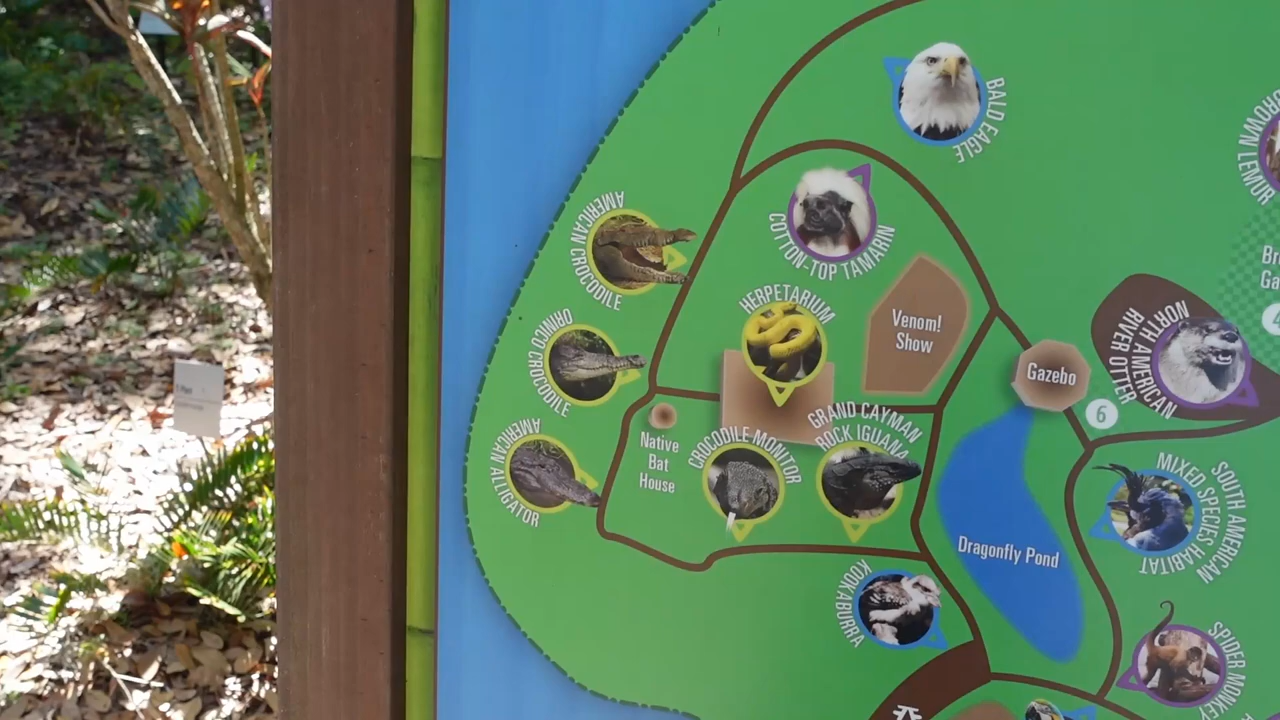 BALD EAGLE
BROWN LEMUR
AMERICAN CROCODILE
COTTON-TOP TAMARIN
HERPETARIUM
Venom!
Show
NORTH AMERICAN
RIVER OTTER
ORINICO CROCODILE
Gazebo
6
GRAND CAYMAN
ROCK IGUANA
Native
Bat
House
CROCODILE MONITOR
AMERICAN ALLIGATOR
SOUTH AMERICAN
MIXED SPECIES HABITAT
Dragonfly Pond
KOOKABURRA
SPIDER MONKEY